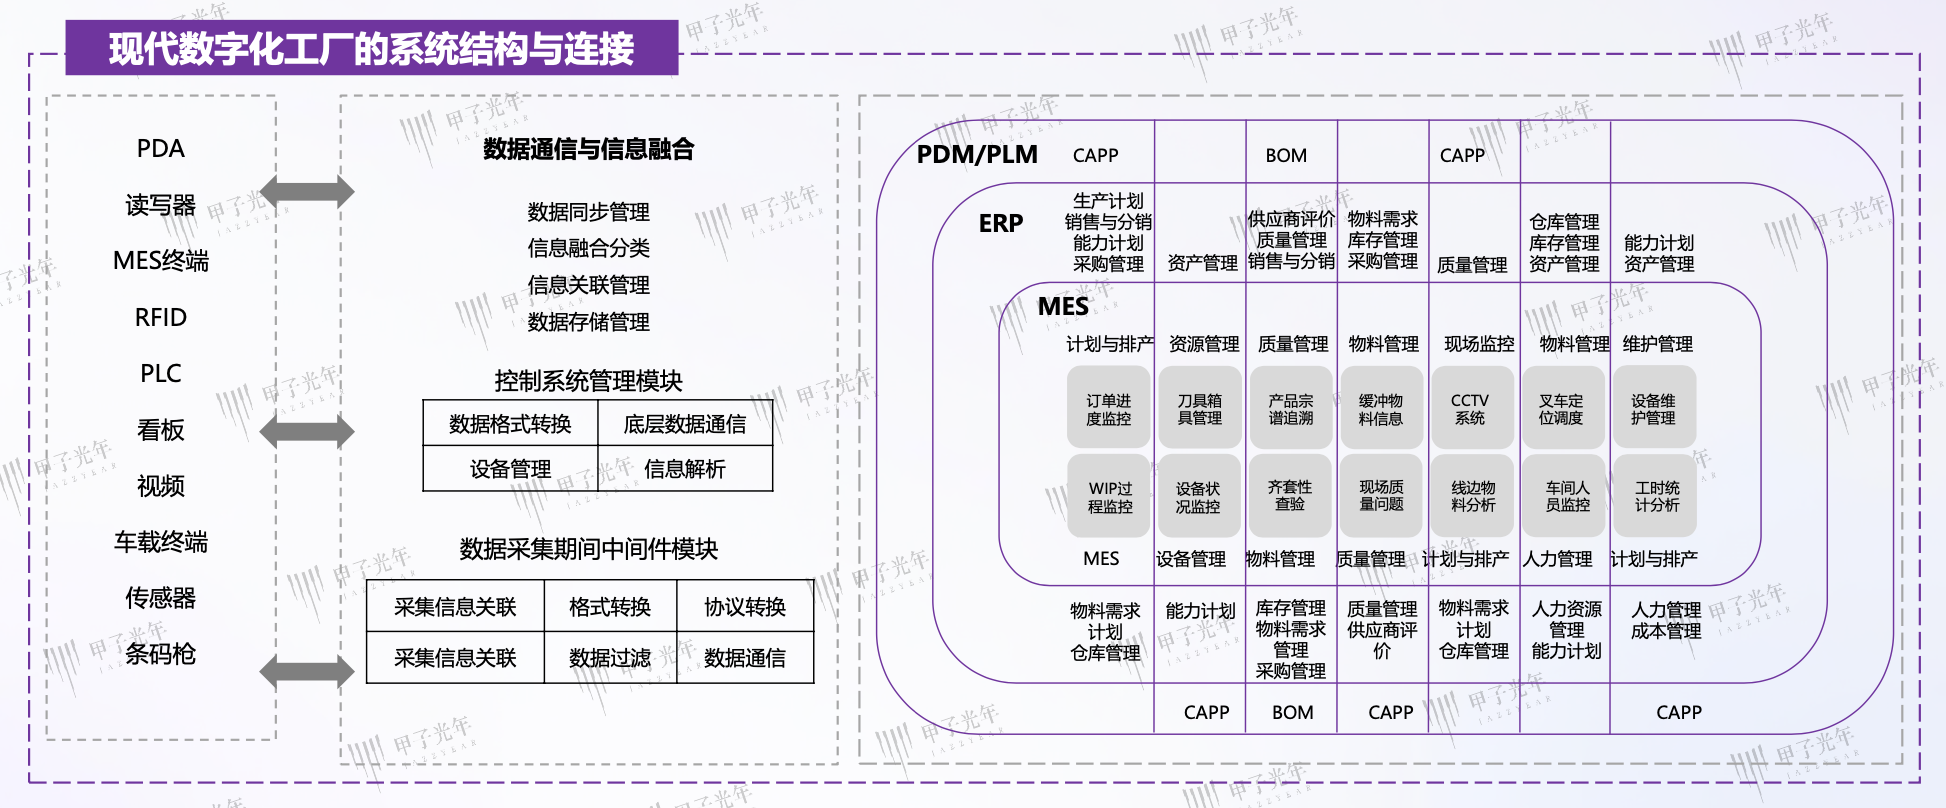 现代数字化工厂的系统结构与连接
PDA
读写器
MES终端
RFID
PLC
看板
视频
车载终端
传感器
条码枪
数据通信与信息融合
数据同步管理
信息融合分类
信息关联管理
数据存储管理
控制系统管理模块
数据格式转换 底层数据通信
设备管理 信息解析
数据采集期间中间件模块
采集信息关联 格式转换 协议转换
采集信息关联 数据过滤 数据通信
PDM/PLM CAPP BOM CAPP
ERP
生产计划
销售与分销
能力计划
采购管理
资产管理
供应商评价
质量管理
销售与分销
物料需求
库存管理
采购管理
质量管理
仓库管理
库存管理
资产管理
能力计划
资产管理
MES
计划与排产 资源管理 质量管理 物料管理 现场监控 物料管理 维护管理
订单进
度监控
刀具箱
具管理
产品宗
谱追溯
缓冲物
料信息
CCTV
系统
叉车定
位调度
设备维
护管理
WIP过
程监控
设备状
况监控
齐套性
查验
现场质
量问题
线边物
料分析
车间人
员监控
工时统
计分析
MES 设备管理 物料管理 质量管理 计划与排产 人力管理 计划与排产
物料需求
计划
仓库管理
能力计划
库存管理
物料需求
管理
采购管理
质量管理
供应商评
价
物料需求
计划
仓库管理
人力资源
管理
能力计划
人力管理
成本管理
CAPP BOM CAPP CAPP
甲子光年
JAZZYEAR